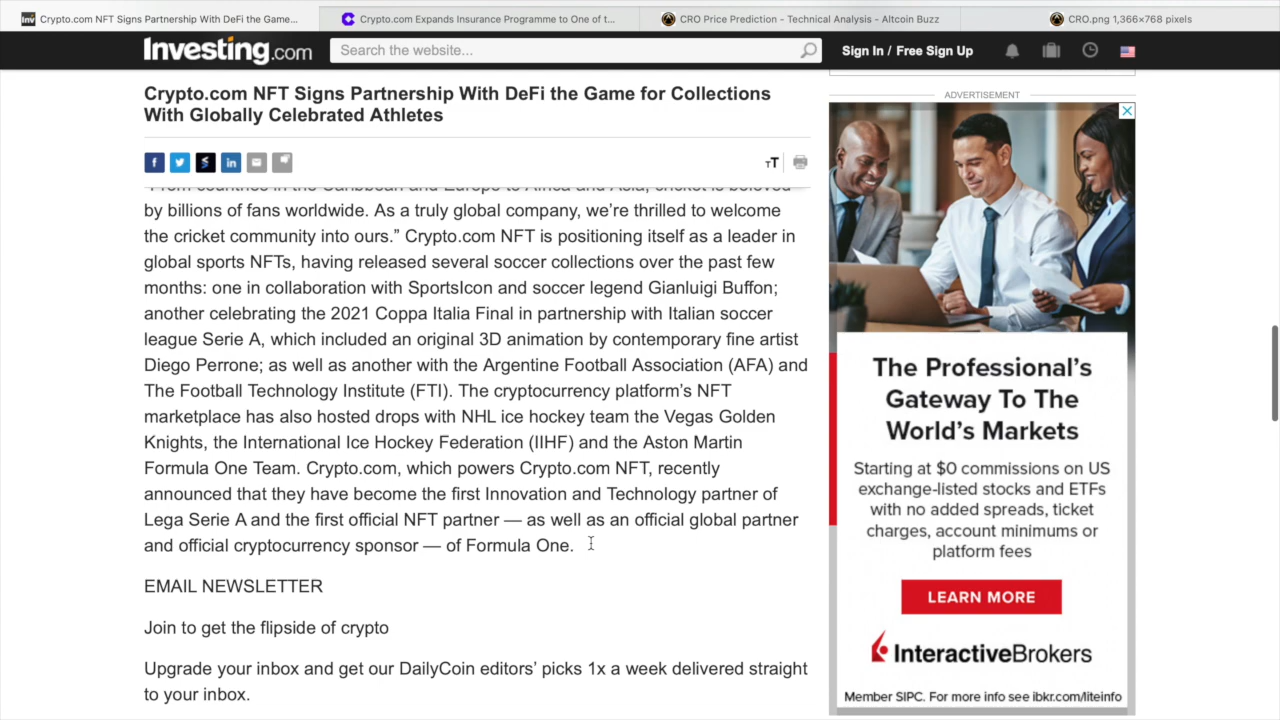 Crypto.com NFT Signs Partnership With DeFi the Game...
Crypto.com Expands Insurance Programme to One of t...
CRO Price Prediction - Technical Analysis - Altcoin Buzz
CRO.png 1,366×768 pixels
Investing.com
Search the website...
Sign In / Free Sign Up
Crypto.com NFT Signs Partnership With DeFi the Game for Collections
With Globally Celebrated Athletes
"From countries in the Caribbean and Europe to Africa and Asia, cricket is beloved
by billions of fans worldwide. As a truly global company, we’re thrilled to welcome
the cricket community into ours.” Crypto.com NFT is positioning itself as a leader in
global sports NFTs, having released several soccer collections over the past few
months: one in collaboration with SportsIcon and soccer legend Gianluigi Buffon;
another celebrating the 2021 Coppa Italia Final in partnership with Italian soccer
league Serie A, which included an original 3D animation by contemporary fine artist
Diego Perrone; as well as another with the Argentine Football Association (AFA) and
The Football Technology Institute (FTI). The cryptocurrency platform’s NFT
marketplace has also hosted drops with NHL ice hockey team the Vegas Golden
Knights, the International Ice Hockey Federation (IIHF) and the Aston Martin
Formula One Team. Crypto.com, which powers Crypto.com NFT, recently
announced that they have become the first Innovation and Technology partner of
Lega Serie A and the first official NFT partner — as well as an official global partner
and official cryptocurrency sponsor — of Formula One.
EMAIL NEWSLETTER
Join to get the flipside of crypto
Upgrade your inbox and get our DailyCoin editors’ picks 1x a week delivered straight
to your inbox.
ADVERTISEMENT
The Professional’s
Gateway To The
World’s Markets
Starting at $0 commissions on US
exchange-listed stocks and ETFs
with no added spreads, ticket
charges, account minimums or
platform fees
LEARN MORE
InteractiveBrokers
Member SIPC. For more info see ibkr.com/liteinfo